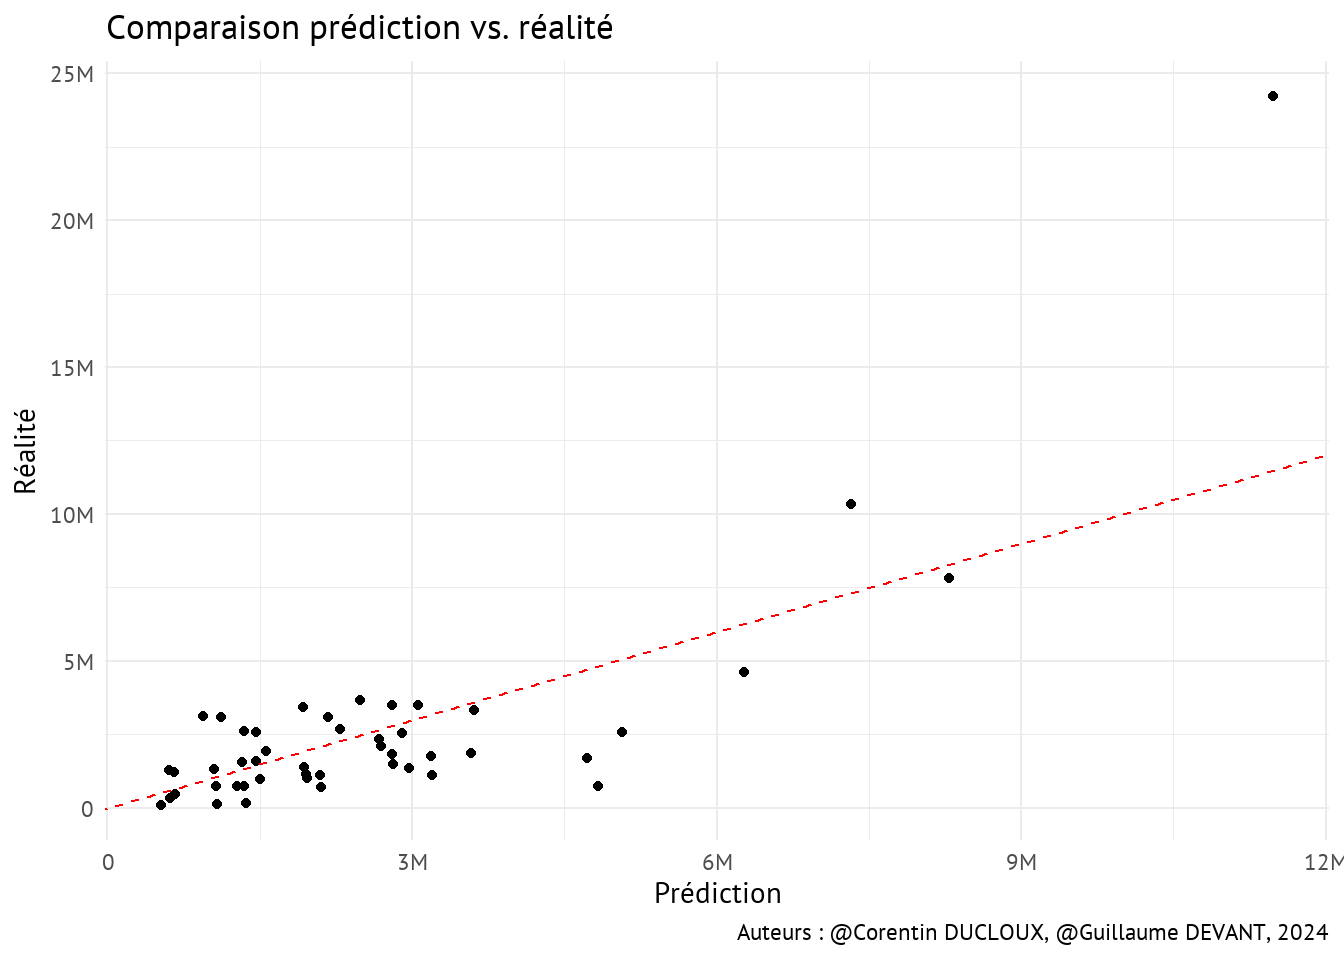 Comparaison prédiction vs. réalité
25M
20M
15M
10M
5M
0
Réalité
0 3M 6M 9M 12M
Prédiction
Auteurs : @Corentin DUCLOUX, @Guillaume DEVANT, 2024